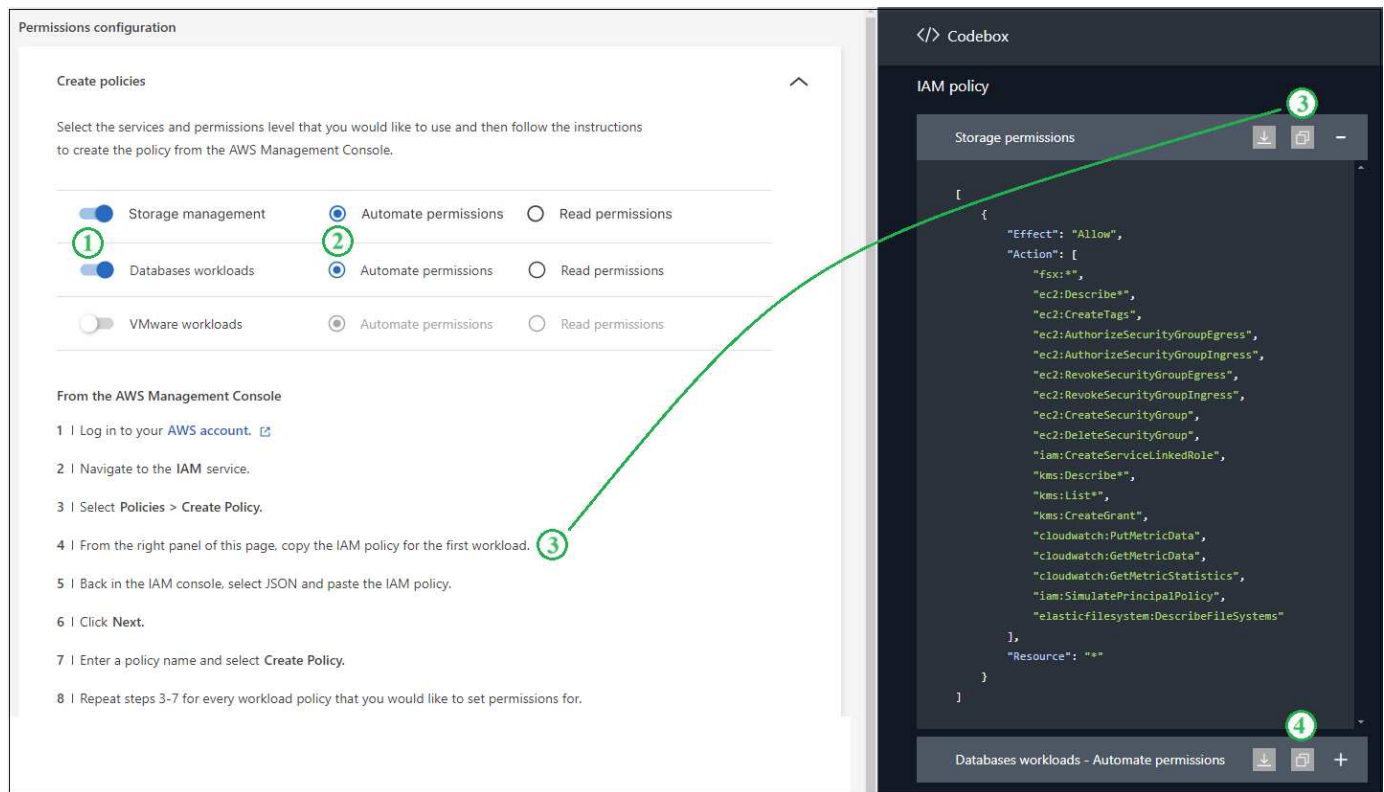 Permissions configuration
Create policies
Select the services and permissions level that you would like to use and then follow the instructions
to create the policy from the AWS Management Console.
Storage management Automate permissions Read permissions
1 2
Databases workloads Automate permissions Read permissions
VMware workloads Automate permissions Read permissions
From the AWS Management Console
1 | Log in to your AWS account.
2 | Navigate to the IAM service.
3 | Select Policies > Create Policy.
4 | From the right panel of this page, copy the IAM policy for the first workload. 3
5 | Back in the IAM console, select JSON and paste the IAM policy.
6 | Click Next.
7 | Enter a policy name and select Create Policy.
8 | Repeat steps 3-7 for every workload policy that you would like to set permissions for.
</> Codebox
IAM policy
3
Storage permissions
[
{
"Effect": "Allow",
"Action": [
"fsx:*",
"ec2:Describe*",
"ec2:CreateTags",
"ec2:AuthorizeSecurityGroupEgress",
"ec2:AuthorizeSecurityGroupIngress",
"ec2:RevokeSecurityGroupEgress",
"ec2:RevokeSecurityGroupIngress",
"ec2:CreateSecurityGroup",
"ec2:DeleteSecurityGroup",
"iam:CreateServiceLinkedRole",
"kms:Describe*",
"kms:List*",
"kms:CreateGrant",
"cloudwatch:PutMetricData",
"cloudwatch:GetMetricData",
"cloudwatch:GetMetricStatistics",
"iam:SimulatePrincipalPolicy",
"elasticfilesystem:DescribeFileSystems"
],
"Resource": "*"
}
]
4
Databases workloads - Automate permissions